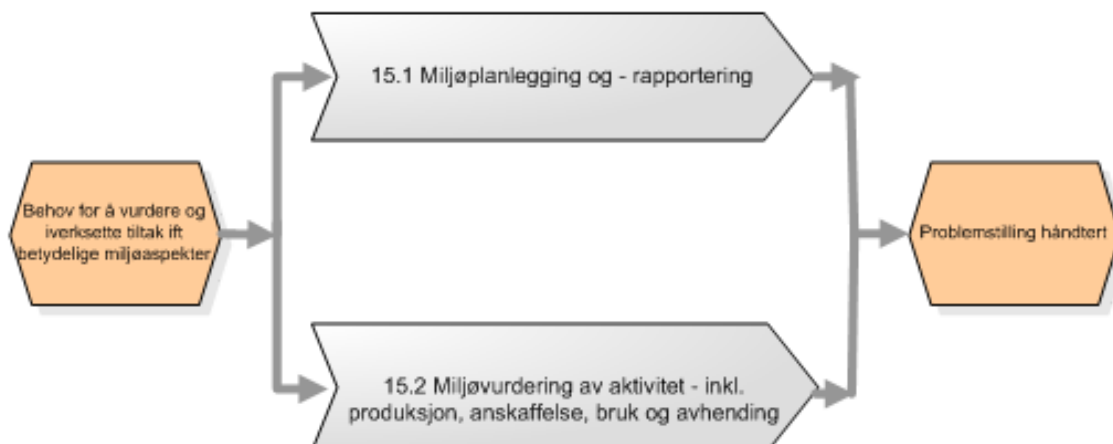 15.1 Miljøplanlegging og - rapportering
Behov for å vurdere og
iverksette tiltak ift
betydelige miljøaspekter
Problemstilling håndtert
15.2 Miljøvurdering av aktivitet - inkl.
produksjon, anskaffelse, bruk og avhending